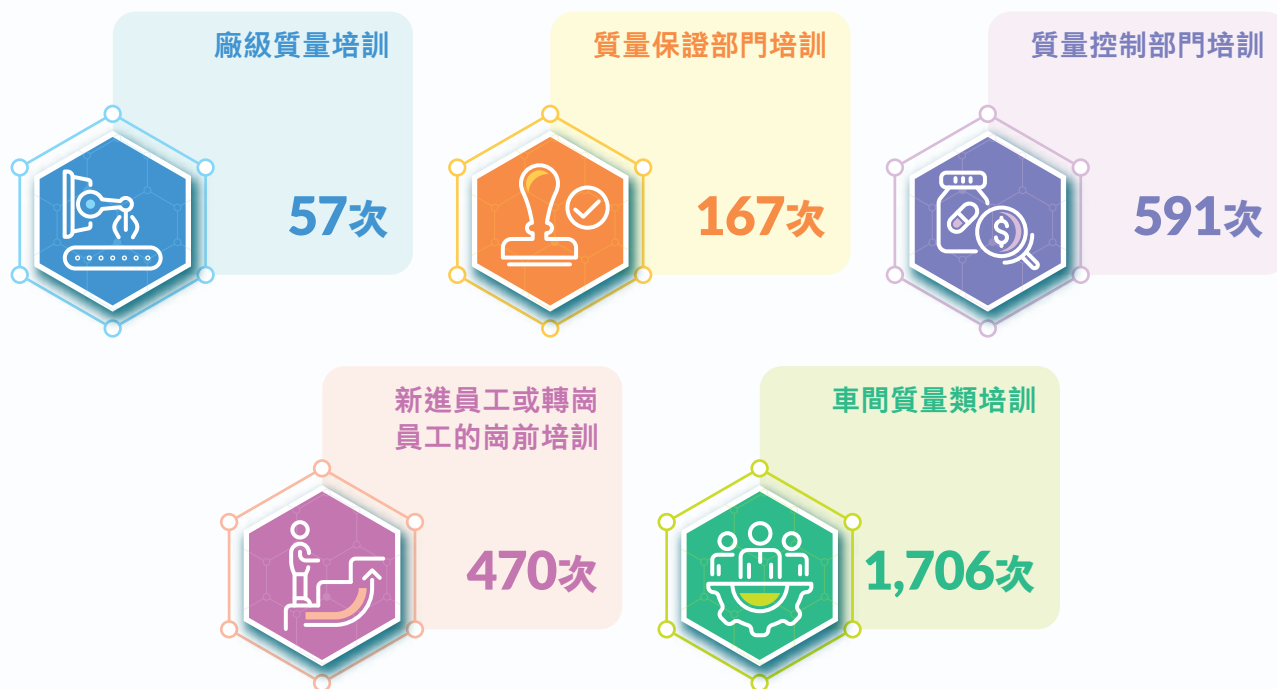 廠級質量培訓
57次
質量保證部門培訓
167次
質量控制部門培訓
591次
新進員工或轉崗
員工的崗前培訓
470次
車間質量類培訓
1,706次